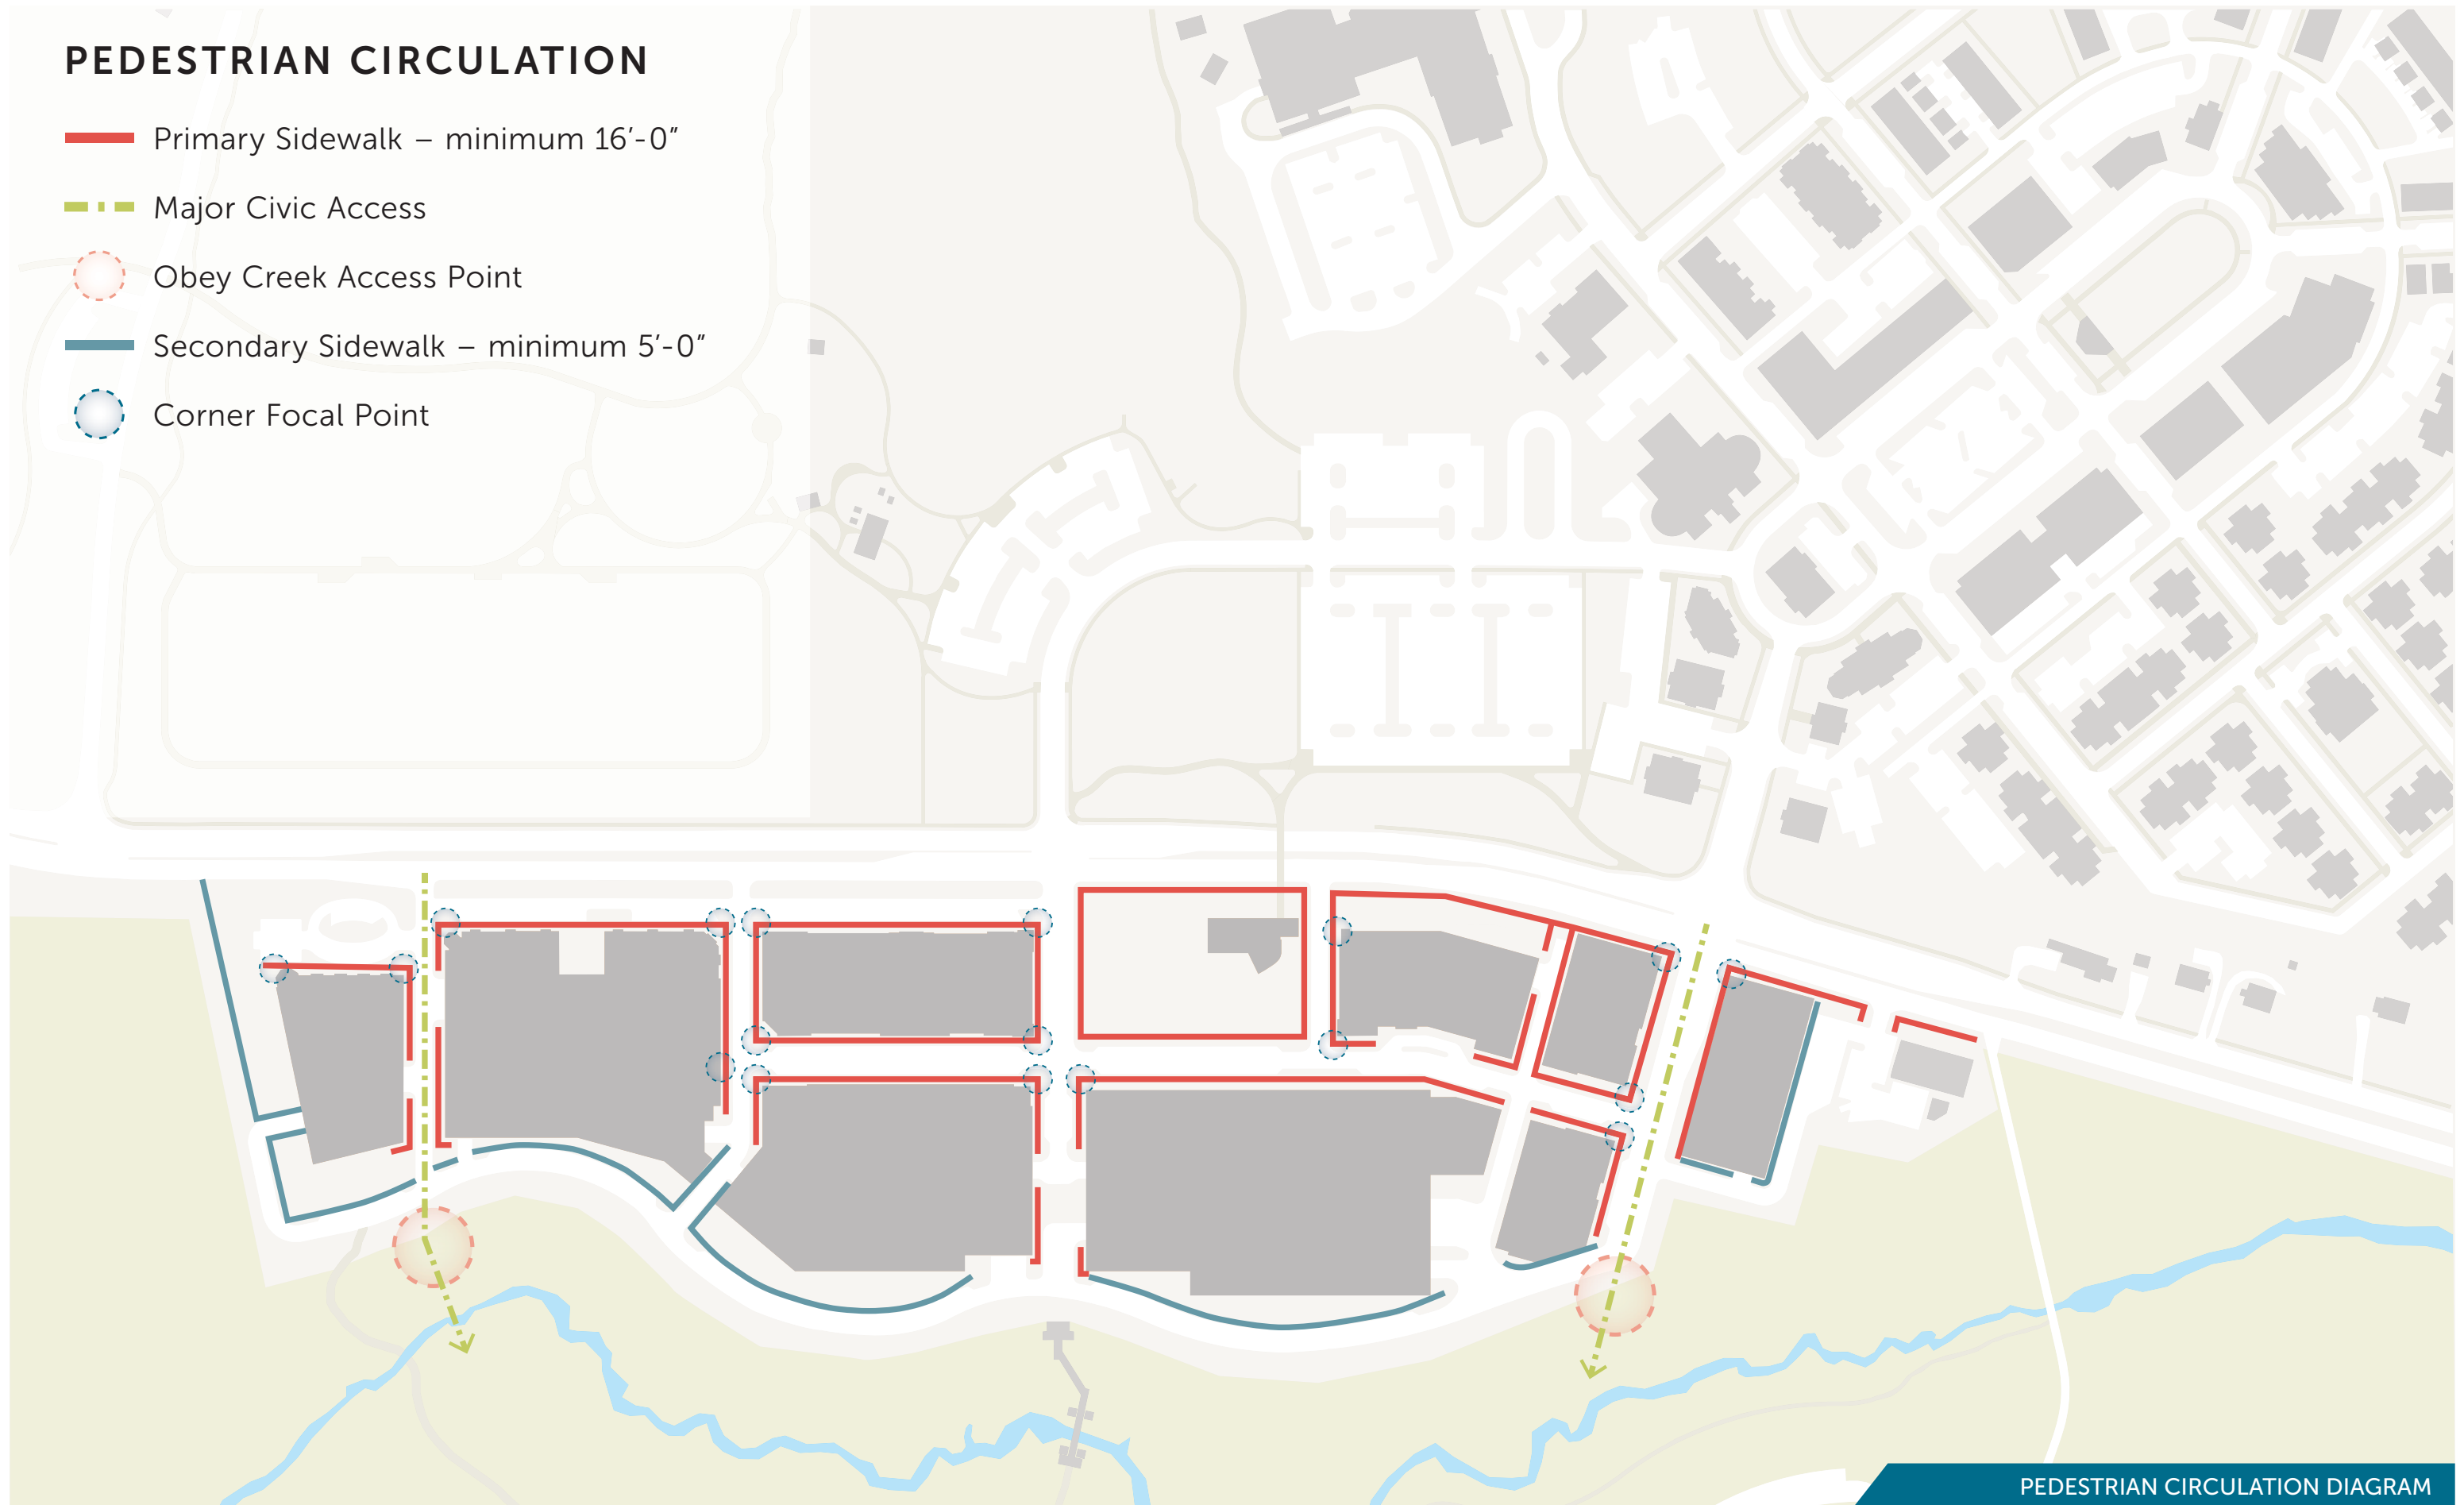 PEDESTRIAN CIRCULATION
Primary Sidewalk – minimum 16’-0”
Major Civic Access
Obey Creek Access Point
Secondary Sidewalk – minimum 5’-0”
Corner Focal Point
PEDESTRIAN CIRCULATION DIAGRAM